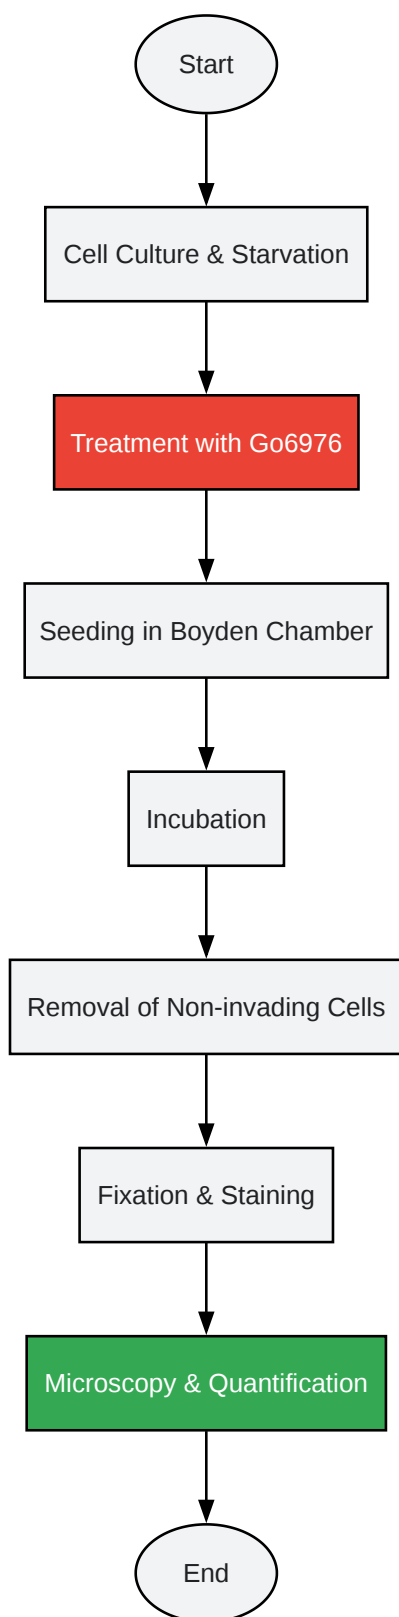 Start
Cell Culture & Starvation
Treatment with Go6976
Seeding in Boyden Chamber
Incubation
Removal of Non-invading Cells
Fixation & Staining
Microscopy & Quantification
End